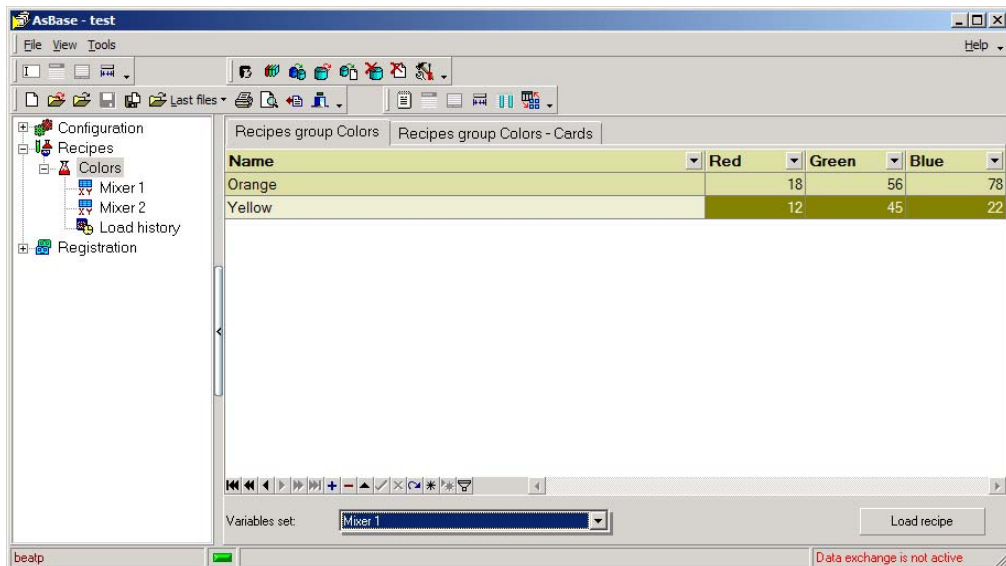 AsBase - test
File View Tools Help
Last files
Configuration
Recipes
Colors
Mixer 1
Mixer 2
Load history
Registration
Recipes group Colors Recipes group Colors - Cards
Name Red Green Blue
Orange 18 56 78
Yellow 12 45 22
Variables set: Mixer 1 Load recipe
beatp Data exchange is not active